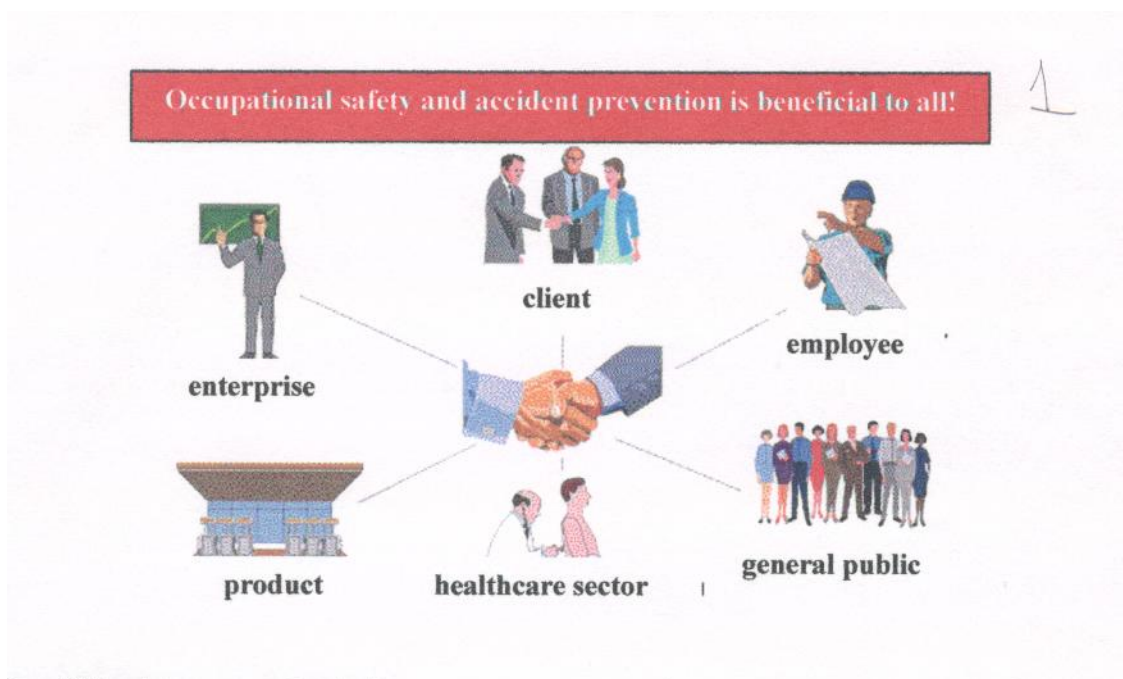 Occupational safety and accident prevention is beneficial to all!
1
client
employee
enterprise
general public
product
healthcare sector